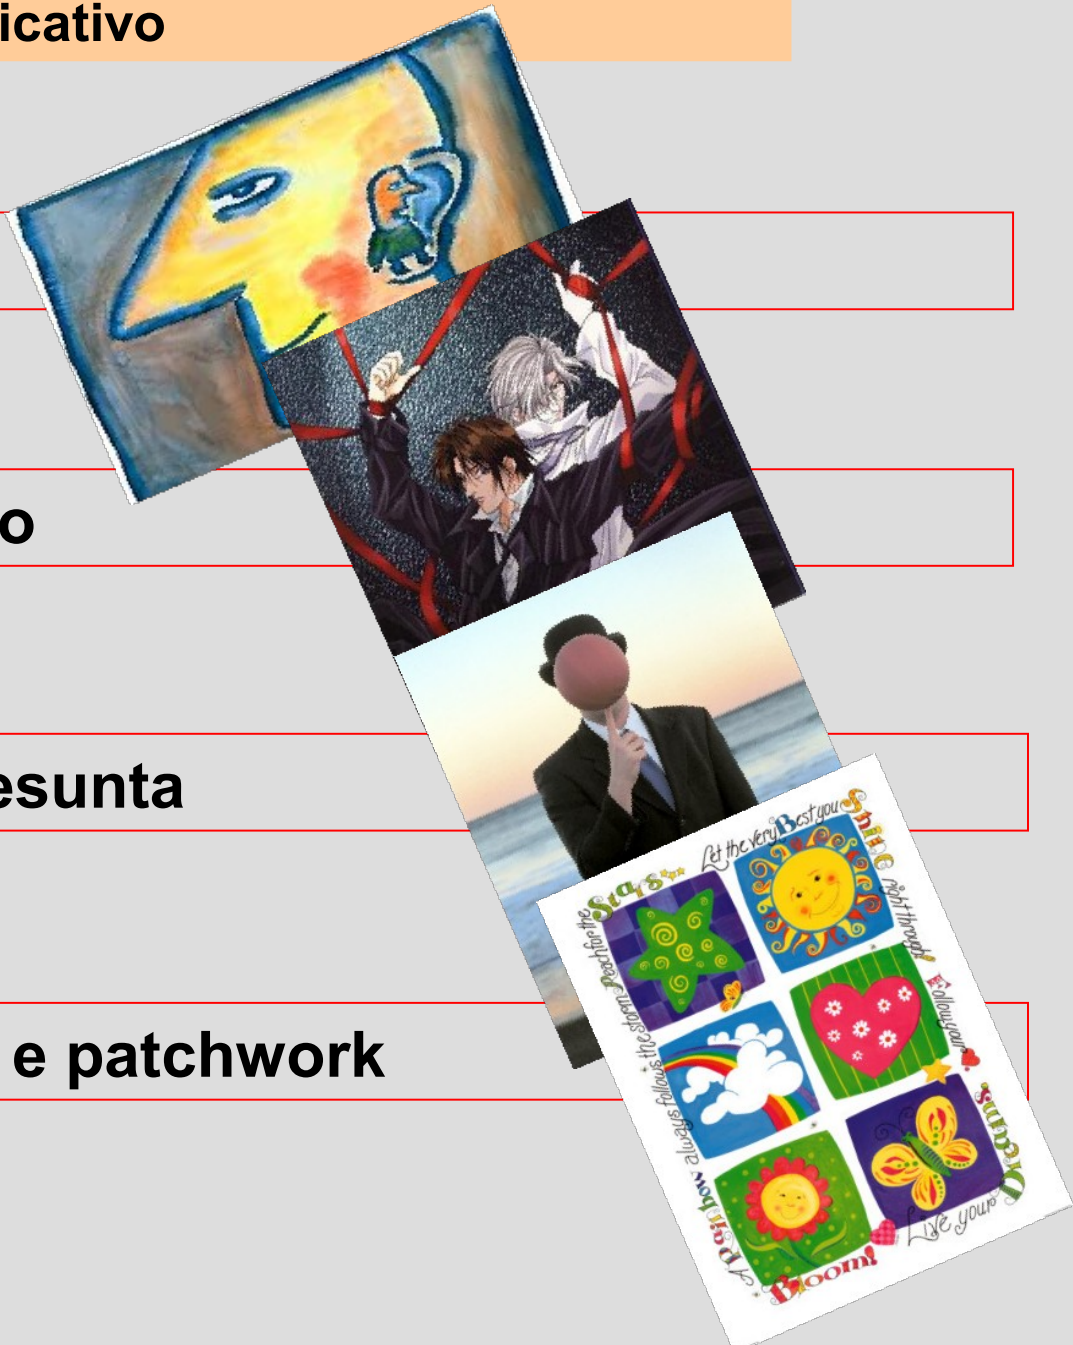 icativo
o
esunta
e patchwork
Let the very Best you Shine
right through!
Follow your
Live your Dreams.
Bloom!
A Rainbow always follows the storm
Reach for the Stars